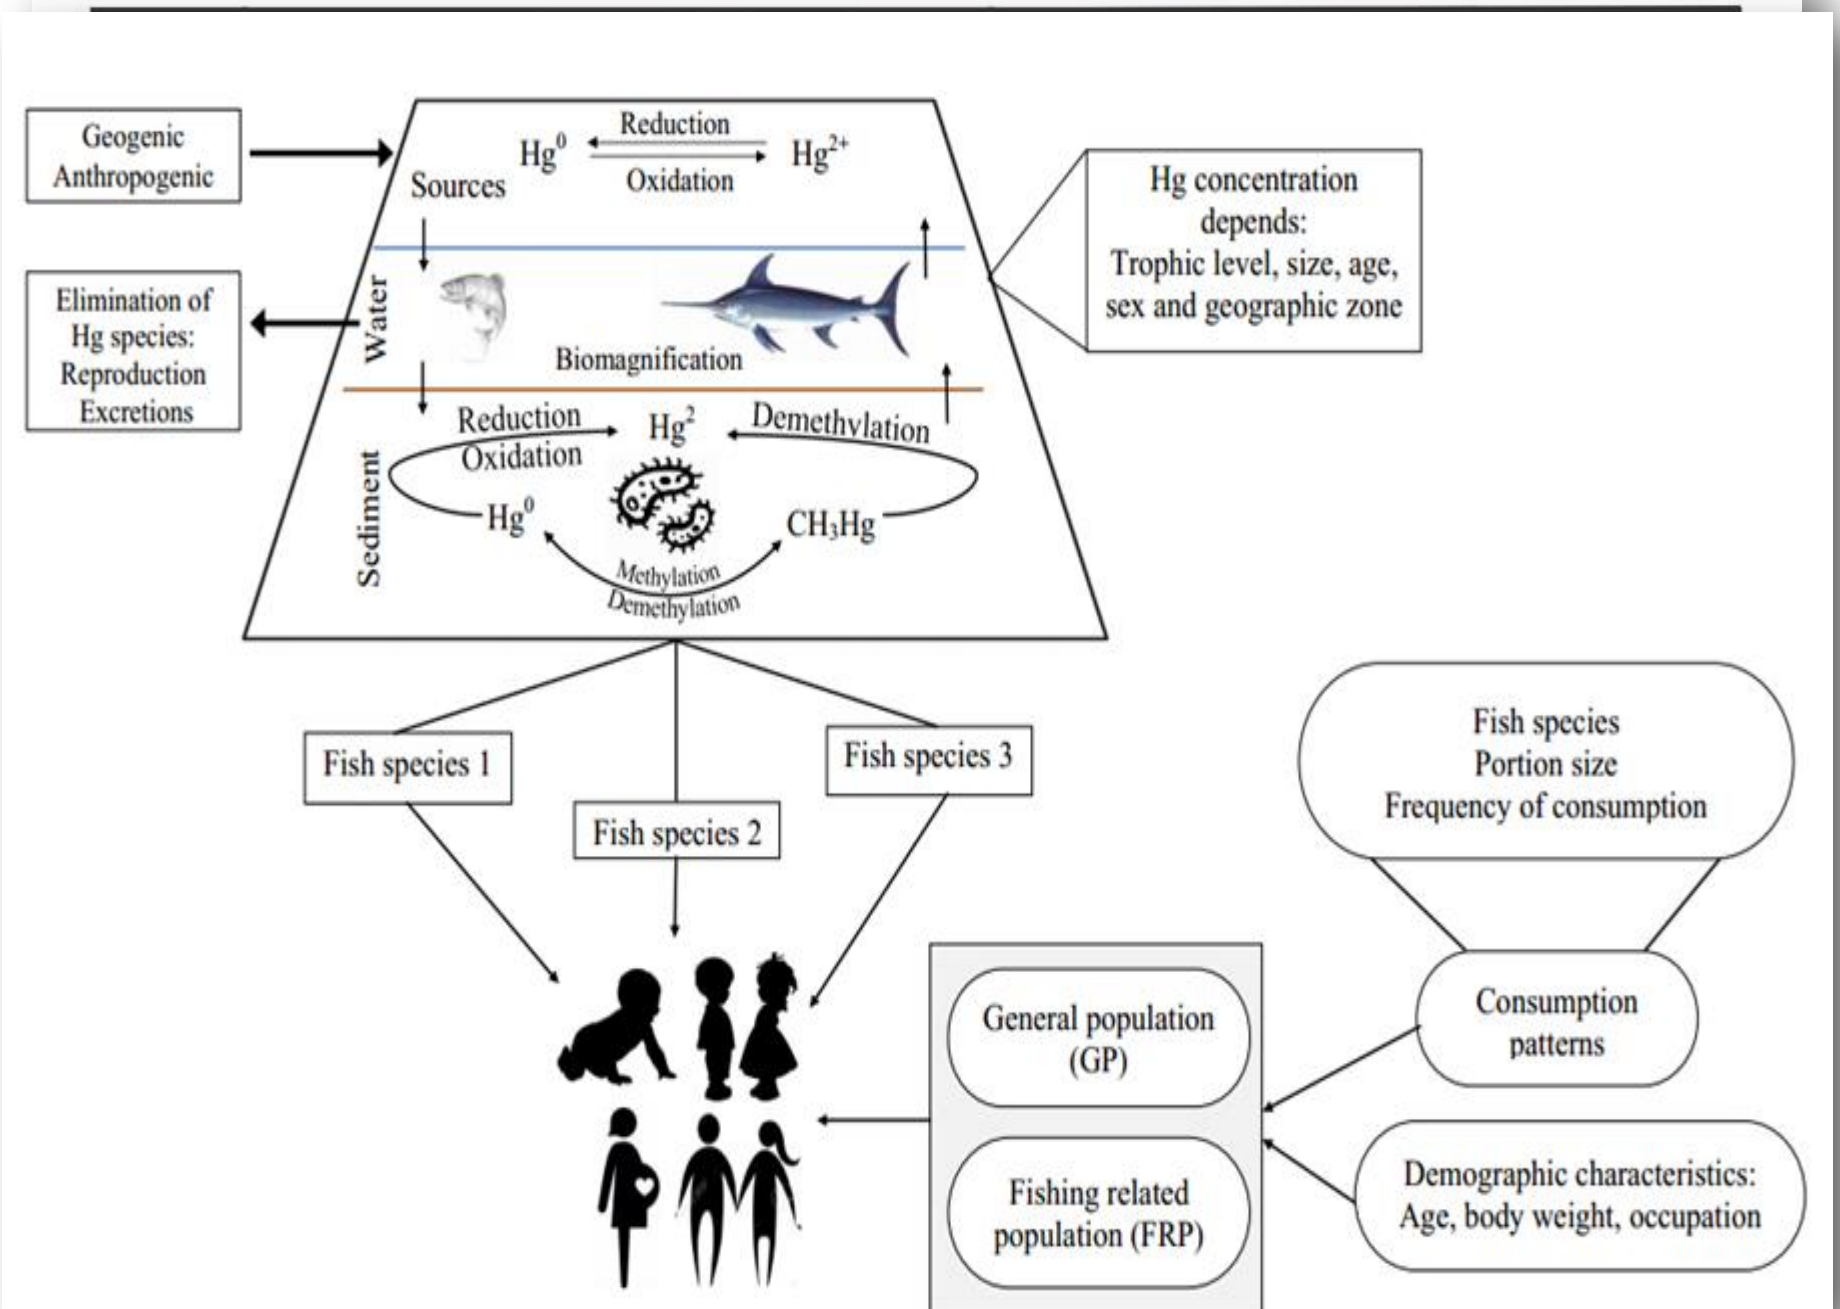 Geogenic
Anthropogenic
Elimination of
Hg species:
Reproduction
Excretions
Reduction
Hg⁰
Hg²⁺
Oxidation
Sources
Water
Biomagnification
Hg concentration
depends:
Trophic level, size, age,
sex and geographic zone
Sediment
Reduction
Oxidation
Hg²
Demethvlation
Hg⁰
CH₃Hg
Methylation
Demethylation
Fish species 1
Fish species 2
Fish species 3
Fish species
Portion size
Frequency of consumption
Consumption
patterns
General population
(GP)
Fishing related
population (FRP)
Demographic characteristics:
Age, body weight, occupation